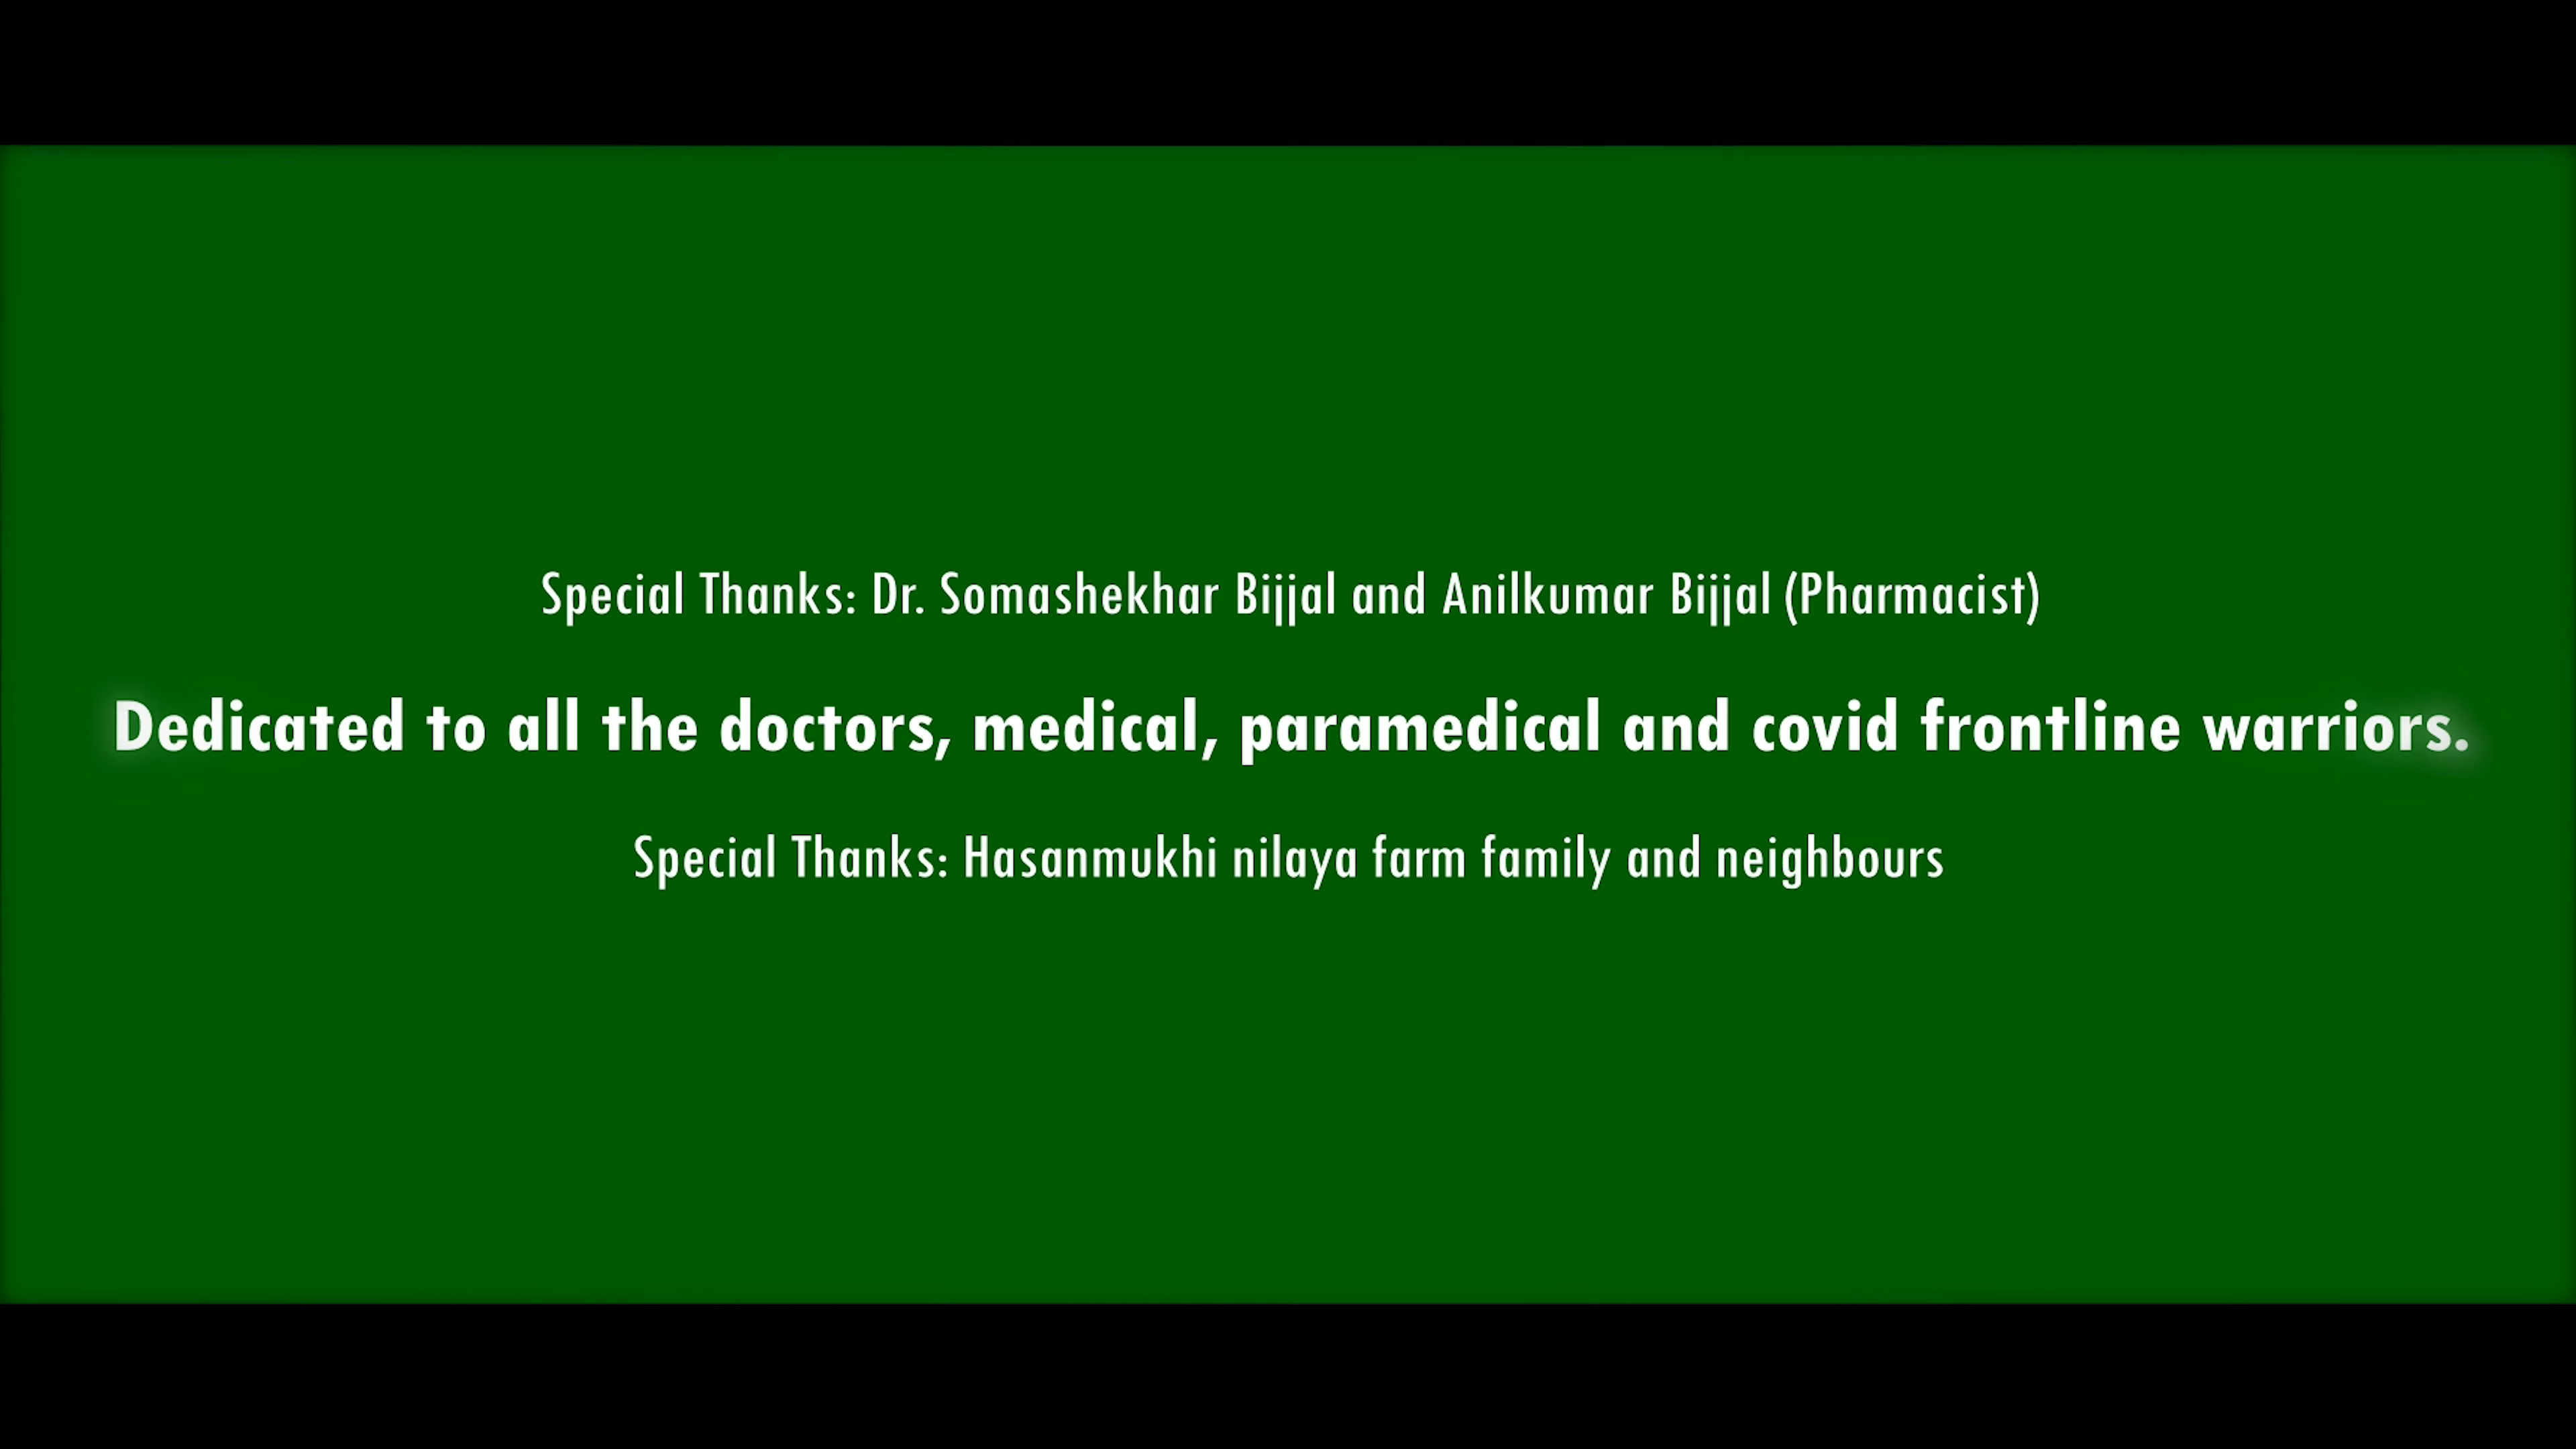 Special Thanks: Dr. Somashekhar Bijjal and Anilkumar Bijjal (Pharmacist)
Dedicated to all the doctors, medical, paramedical and covid frontline warriors.
Special Thanks: Hasanmukhi nilaya farm family and neighbours